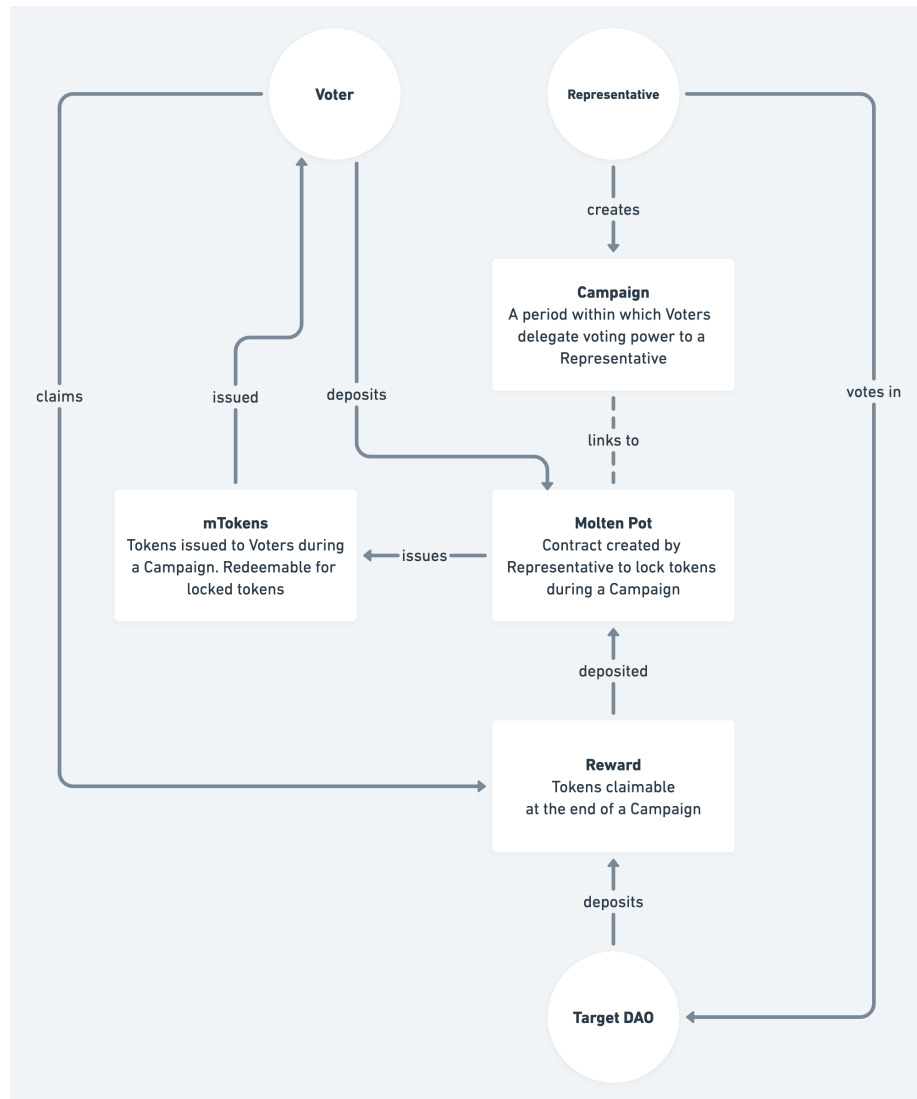 Voter
Representative
creates
Campaign
A period within which Voters
delegate voting power to a
Representative
claims
issued
deposits
votes in
links to
mTokens
Tokens issued to Voters during
a Campaign. Redeemable for
locked tokens
issues
Molten Pot
Contract created by
Representative to lock tokens
during a Campaign
deposited
Reward
Tokens claimable
at the end of a Campaign
deposits
Target DAO